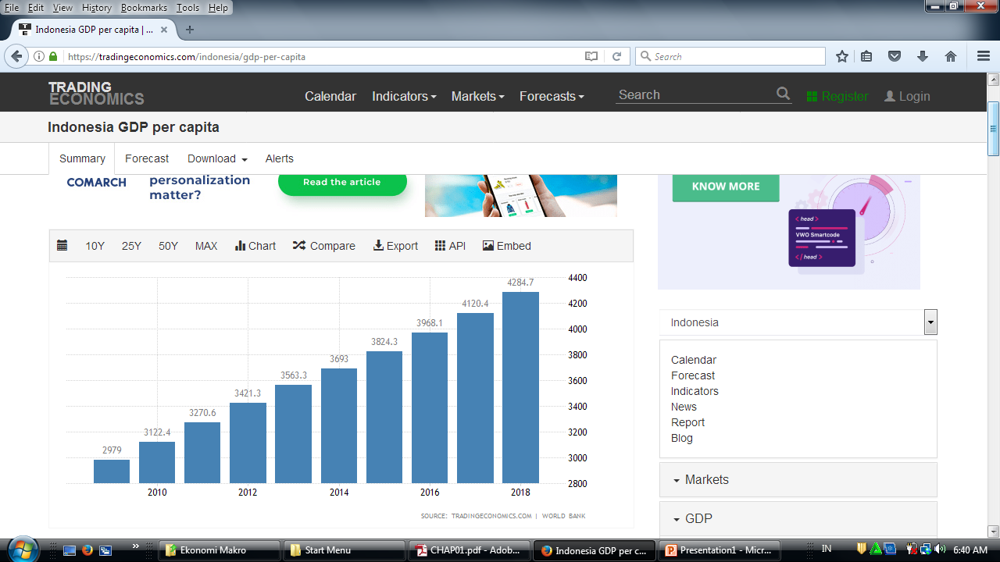 File Edit View History Bookmarks Tools Help
Indonesia GDP per capita | ...
https://tradingeconomics.com/indonesia/gdp-per-capita
Search
TRADING
ECONOMICS
Calendar Indicators Markets Forecasts Search Register Login
Indonesia GDP per capita
Summary Forecast Download Alerts
COMARCH
personalization
matter?
Read the article
KNOW MORE
< head >
VWO Smartcode
</ head >
10Y 25Y 50Y MAX Chart Compare Export API Embed
4400
4200
4000
3800
3600
3400
3200
3000
2800
2979
3122.4
3270.6
3421.3
3563.3
3693
3824.3
3968.1
4120.4
4284.7
2010 2012 2014 2016 2018
SOURCE: TRADINGECONOMICS.COM | WORLD BANK
Indonesia
Calendar
Forecast
Indicators
News
Report
Blog
Markets
GDP
Ekonomi Makro
Start Menu
CHAP01.pdf - Adob...
Indonesia GDP per c...
Presentation1 - Micr...
IN
6:40 AM